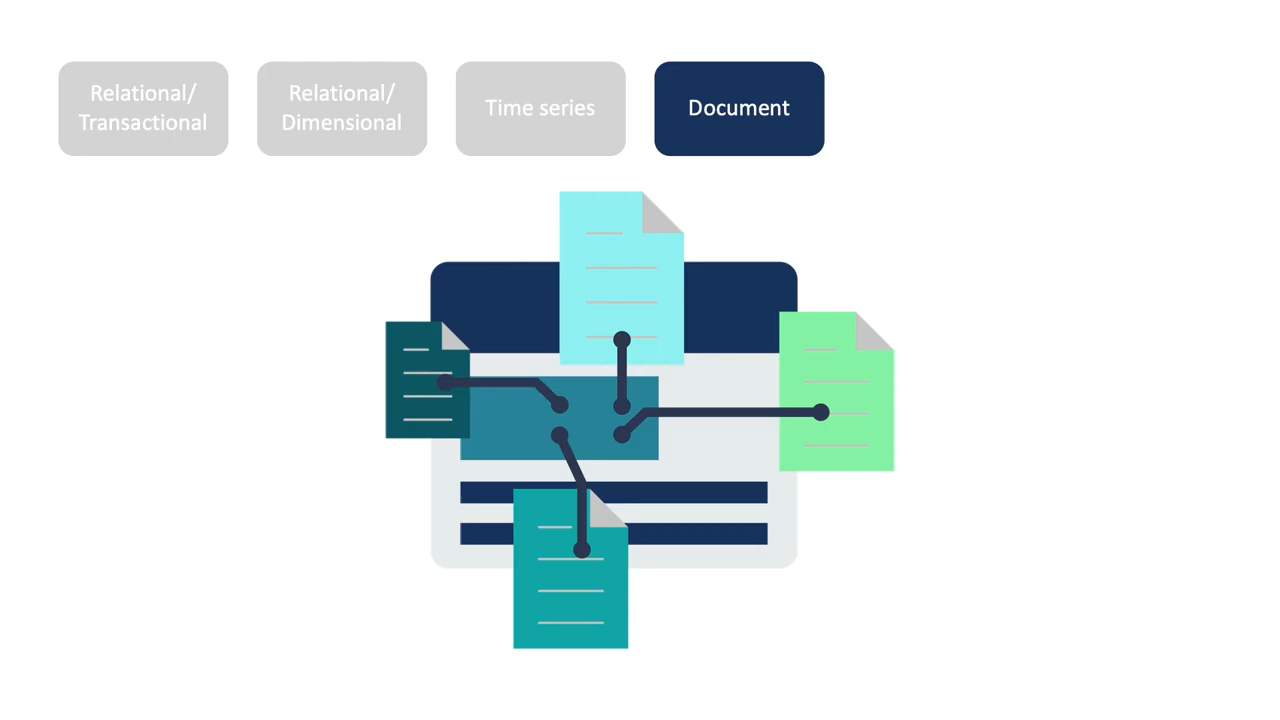 Relational/
Transactional
Relational/
Dimensional
Time series
Document